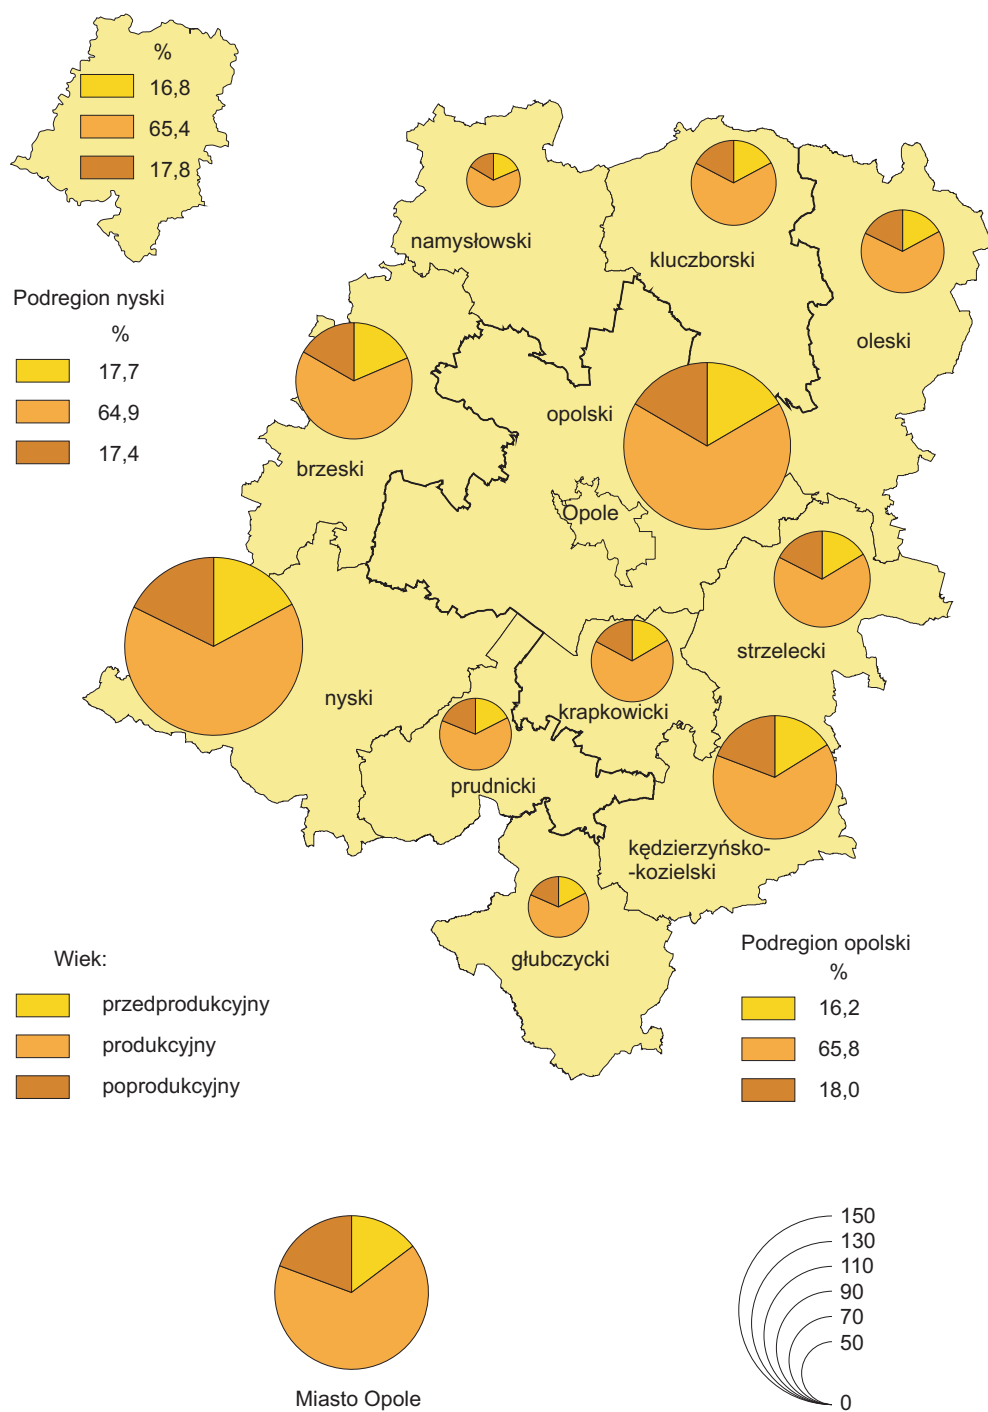 %
16,8
65,4
17,8
namysłowski
kluczborski
oleski
Podregion nyski
%
17,7
64,9
17,4
brzeski
opolski
Opole
strzelecki
nyski
krapkowicki
prudnicki
kędzierzyńsko-
-kozielski
głubczycki
Wiek:
przedprodukcyjny
produkcyjny
poprodukcyjny
Podregion opolski
%
16,2
65,8
18,0
Miasto Opole
150
130
110
90
70
50
0